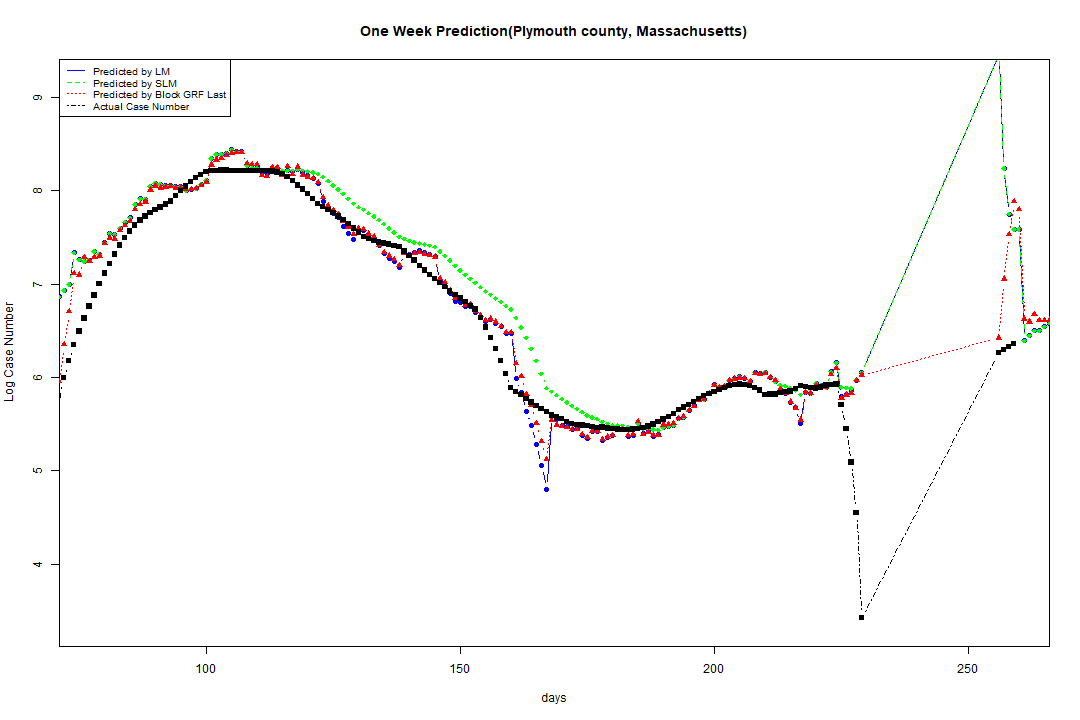 One Week Prediction(Plymouth county, Massachusetts)
Predicted by LM
Predicted by SLM
Predicted by Block GRF Last
Actual Case Number
Log Case Number
9
8
7
6
5
4
100
150
200
250
days